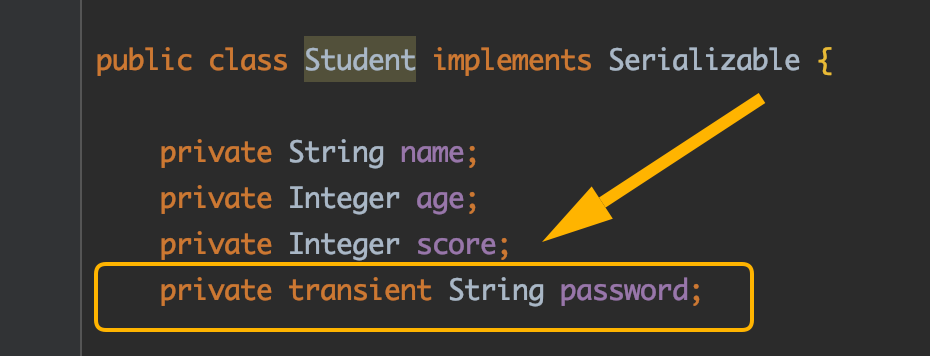 public class Student implements Serializable {
private String name;
private Integer age;
private Integer score;
private transient String password;